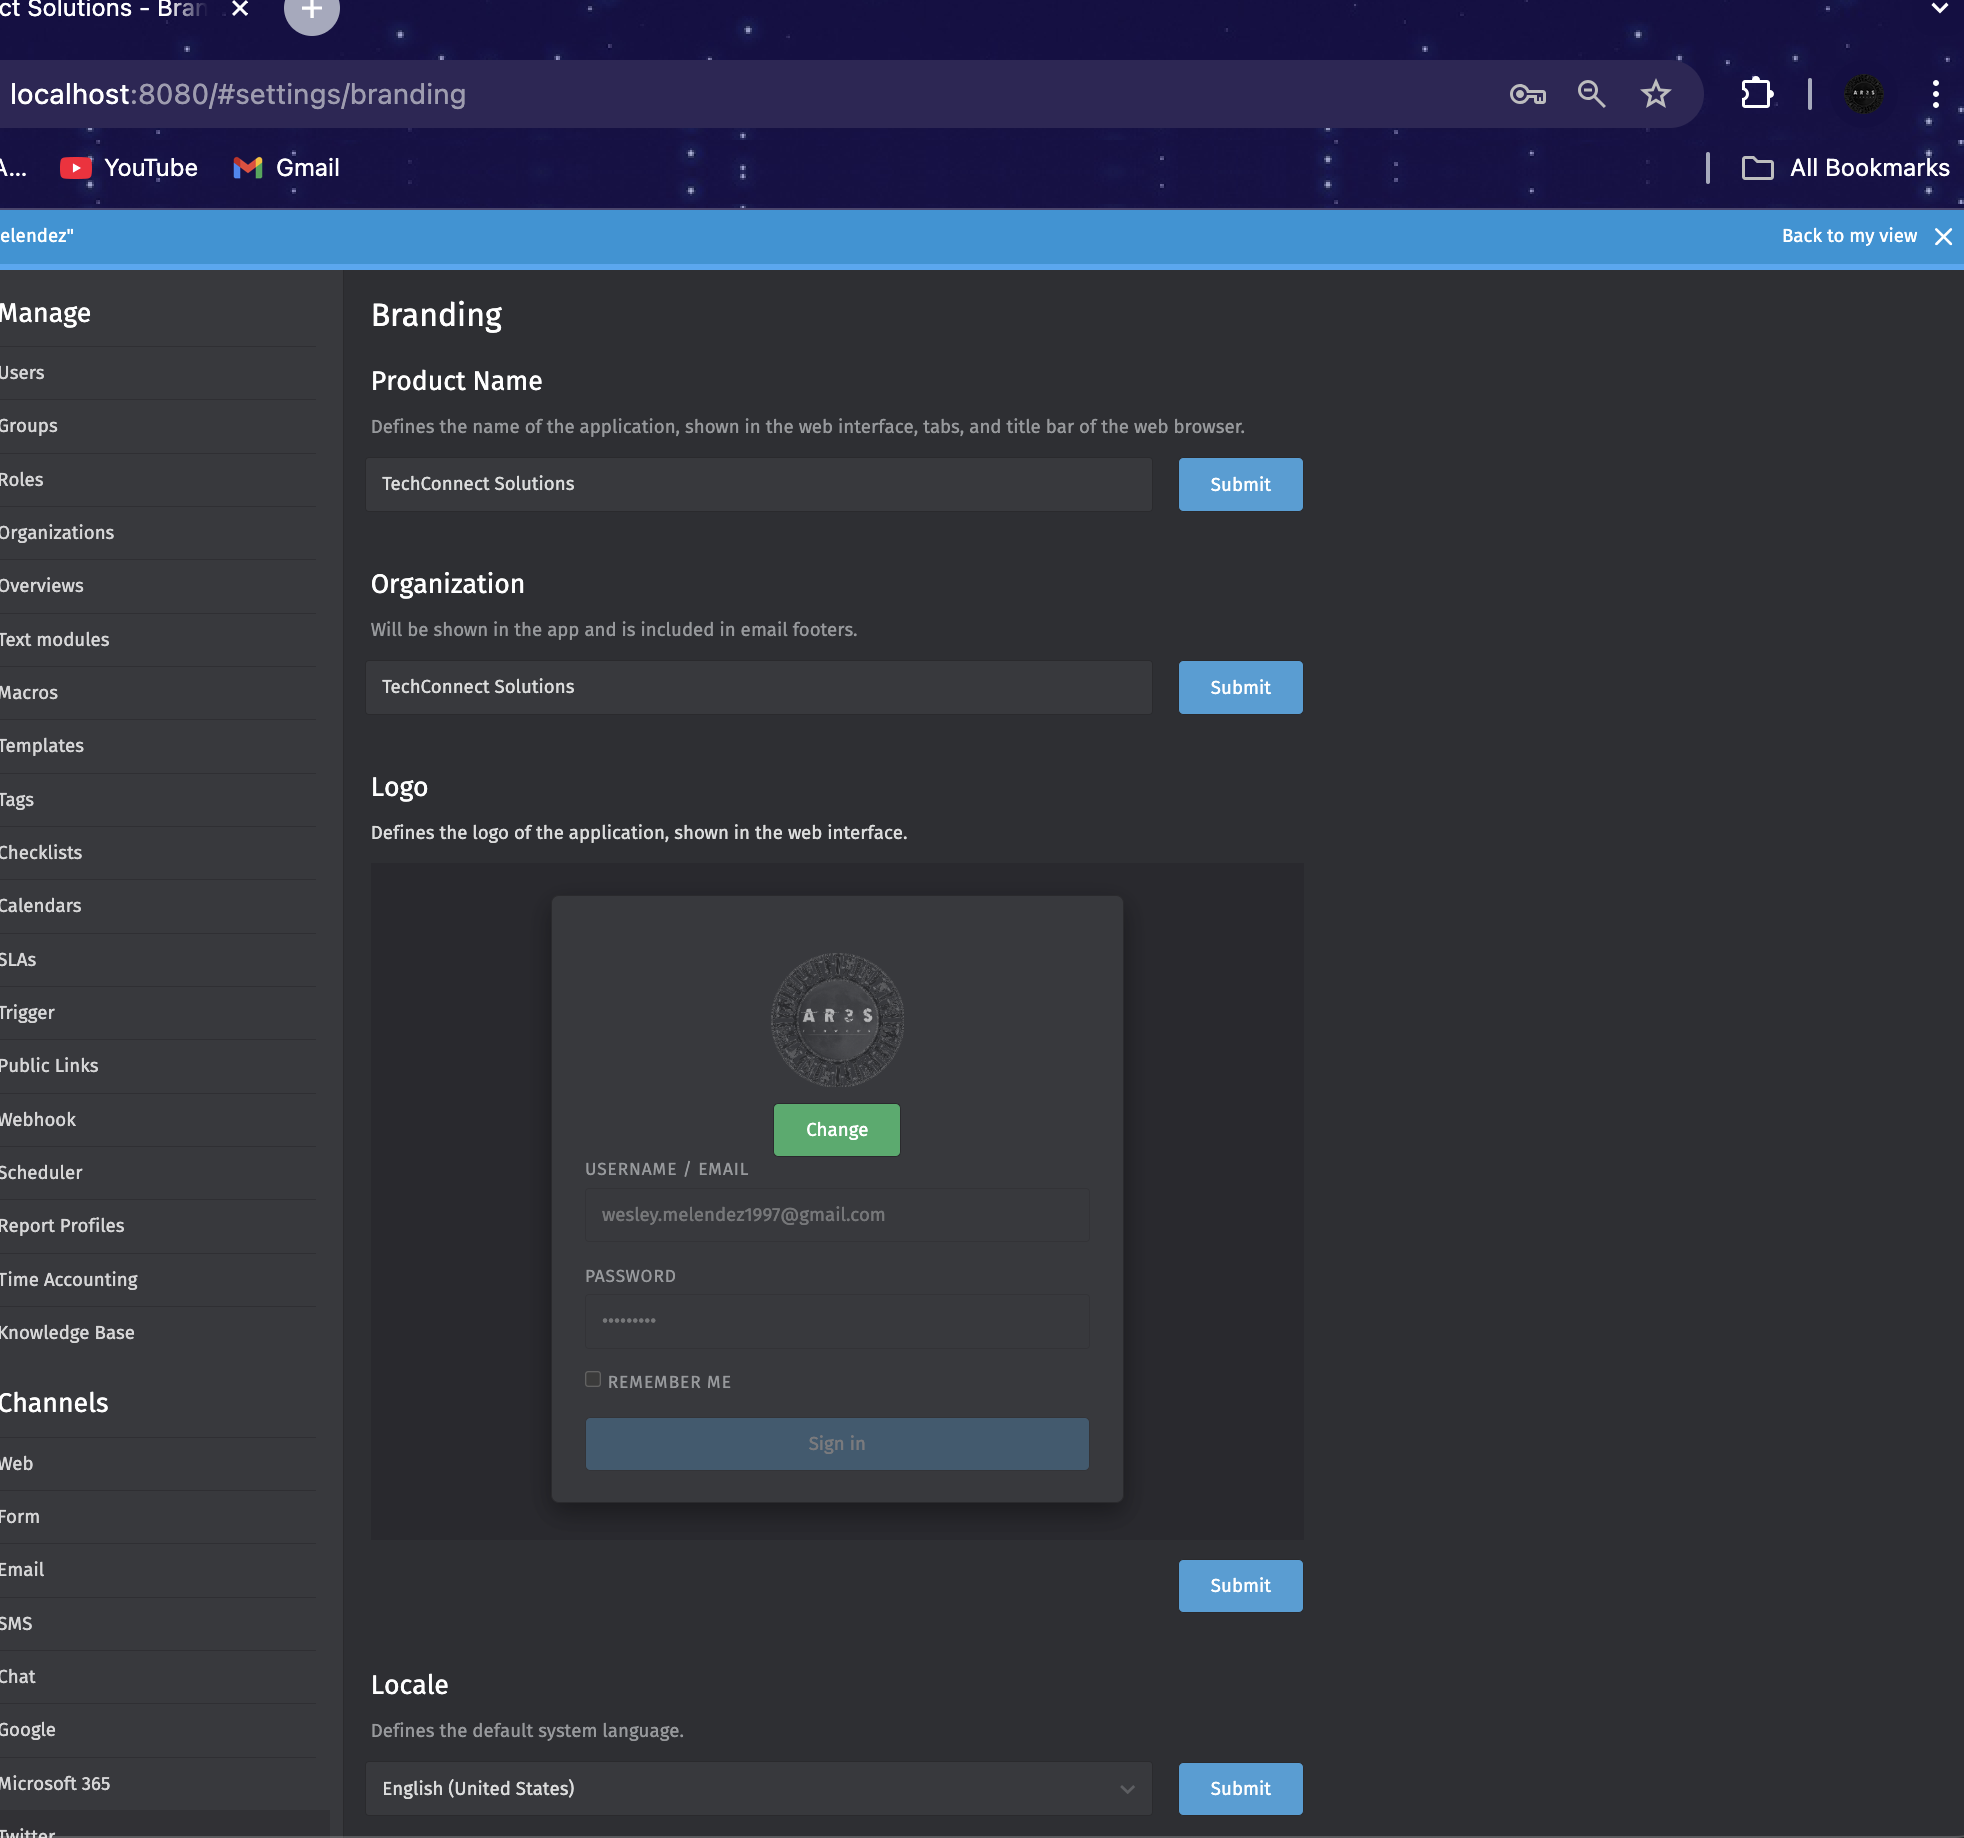 ct Solutions - Bran
localhost:8080/#settings/branding
A...
YouTube
Gmail
All Bookmarks
elendez"
Back to my view
Manage
Users
Groups
Roles
Organizations
Overviews
Text modules
Macros
Templates
Tags
Checklists
Calendars
SLAs
Trigger
Public Links
Webhook
Scheduler
Report Profiles
Time Accounting
Knowledge Base
Channels
Web
Form
Email
SMS
Chat
Google
Microsoft 365
Twitter
Branding
Product Name
Defines the name of the application, shown in the web interface, tabs, and title bar of the web browser.
TechConnect Solutions
Submit
Organization
Will be shown in the app and is included in email footers.
TechConnect Solutions
Submit
Logo
Defines the logo of the application, shown in the web interface.
Change
USERNAME / EMAIL
wesley.melendez1997@gmail.com
PASSWORD
•••••••••
REMEMBER ME
Sign in
Submit
Locale
Defines the default system language.
English (United States)
Submit